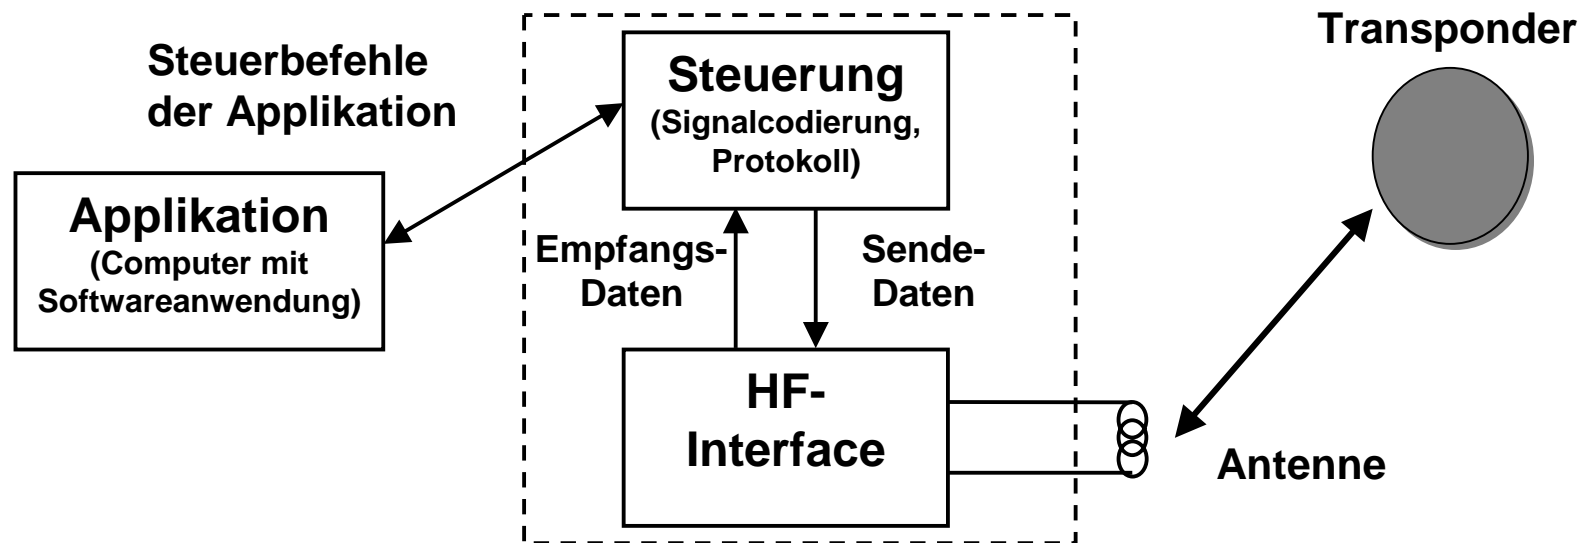 Transponder
Steuerbefehle
der Applikation
Steuerung
(Signalcodierung,
Protokoll)
Applikation
(Computer mit
Softwareanwendung)
Empfangs-
Daten
Sende-
Daten
HF-
Interface
Antenne